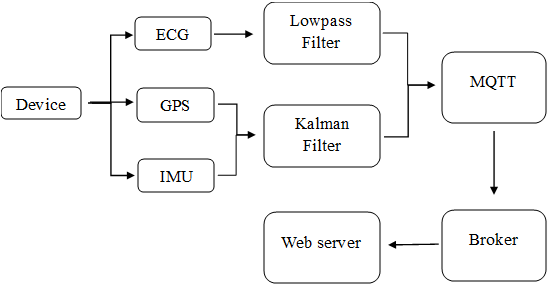 Device
ECG
GPS
IMU
Lowpass
Filter
Kalman
Filter
MQTT
Broker
Web server